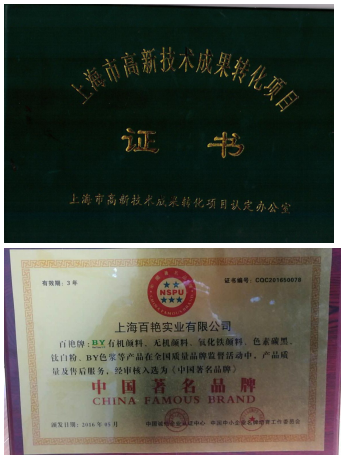 上海市高新技术成果转化项目
证书
上海市高新技术成果转化项目认定办公室
有效期：3年
NSPU
证书编号：CQC201656078
上海百艳实业有限公司
百艳牌：BY有机颜料、无机颜料、氧化铁颜料、色素碳黑、
钛白粉、BY色浆等产品在全国质量品牌监督活动中，产品质
量及售后服务，经审核入选为《中国著名品牌》
中国著名品牌
CHINA FAMOUS BRAND
颁发日期：2016年05月